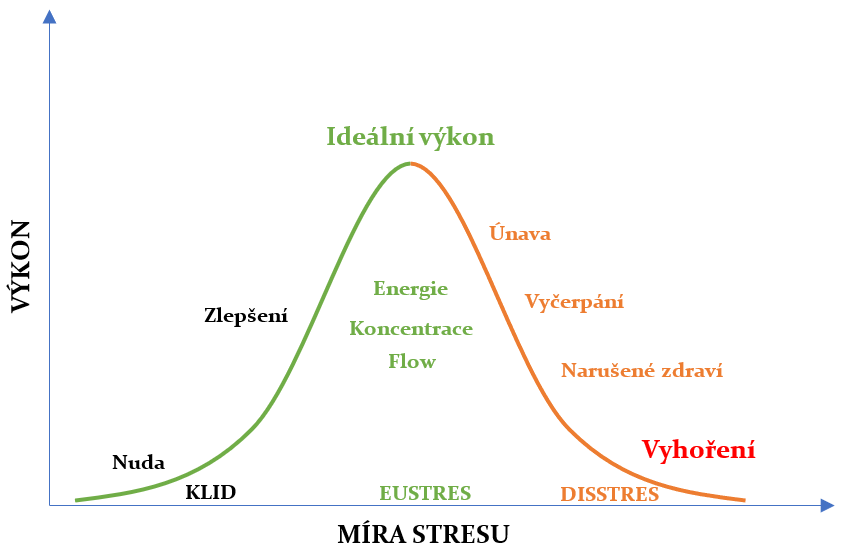 Ideální výkon
Únava
VÝKON
Energie
Vyčerpání
Zlepšení
Koncentrace
Flow
Narušené zdraví
Vyhoření
Nuda
KLID
EUSTRES
DISSTRES
MÍRA STRESU